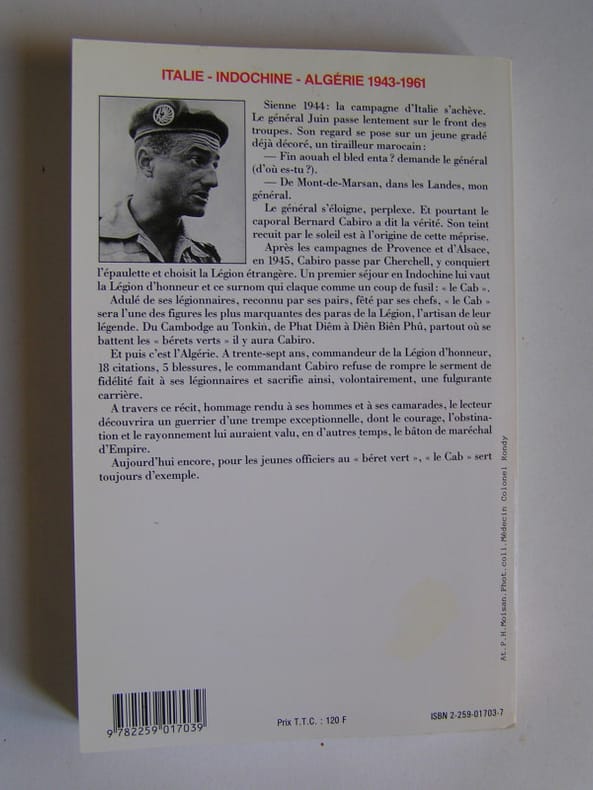 ITALIE - INDOCHINE - ALGÉRIE 1943-1961
Sienne 1944 : la campagne d'Italie s'achève.
Le général Juin passe lentement sur le front des
troupes. Son regard se pose sur un jeune gradé
déjà décoré, un tirailleur marocain :
— Fin aouah el bled enta ? demande le général
(d'où es-tu ?).
— De Mont-de-Marsan, dans les Landes, mon
général.
Le général s'éloigne, perplexe. Et pourtant le
caporal Bernard Cabiro a dit la vérité. Son teint
recuit par le soleil est à l'origine de cette méprise.
Après les campagnes de Provence et d'Alsace,
en 1945, Cabiro passe par Cherchell, y conquiert
l'épaulette et choisit la Légion étrangère. Un premier séjour en Indochine lui vaut
la Légion d'honneur et ce surnom qui claque comme un coup de fusil : « le Cab ».
Adulé de ses légionnaires, reconnu par ses pairs, fêté par ses chefs, « le Cab »
sera l'une des figures les plus marquantes des paras de la Légion, l'artisan de leur
légende. Du Cambodge au Tonkin, de Phat Diêm à Diên Biên Phû, partout où se
battent les « bérets verts » il y aura Cabiro.
Et puis c'est l'Algérie. A trente-sept ans, commandeur de la Légion d'honneur,
18 citations, 5 blessures, le commandant Cabiro refuse de rompre le serment de
fidélité fait à ses légionnaires et sacrifie ainsi, volontairement, une fulgurante
carrière.
A travers ce récit, hommage rendu à ses hommes et à ses camarades, le lecteur
découvrira un guerrier d'une trempe exceptionnelle, dont le courage, l'obstina-
tion et le rayonnement lui auraient valu, en d'autres temps, le bâton de maréchal
d'Empire.
Aujourd'hui encore, pour les jeunes officiers au « béret vert », « le Cab » sert
toujours d'exemple.
At.P.H.Moisan.Phot.coll.Médecin Colonel Rondy
9 782259 017039
Prix T.T.C. : 120 F
ISBN 2-259-01703-7